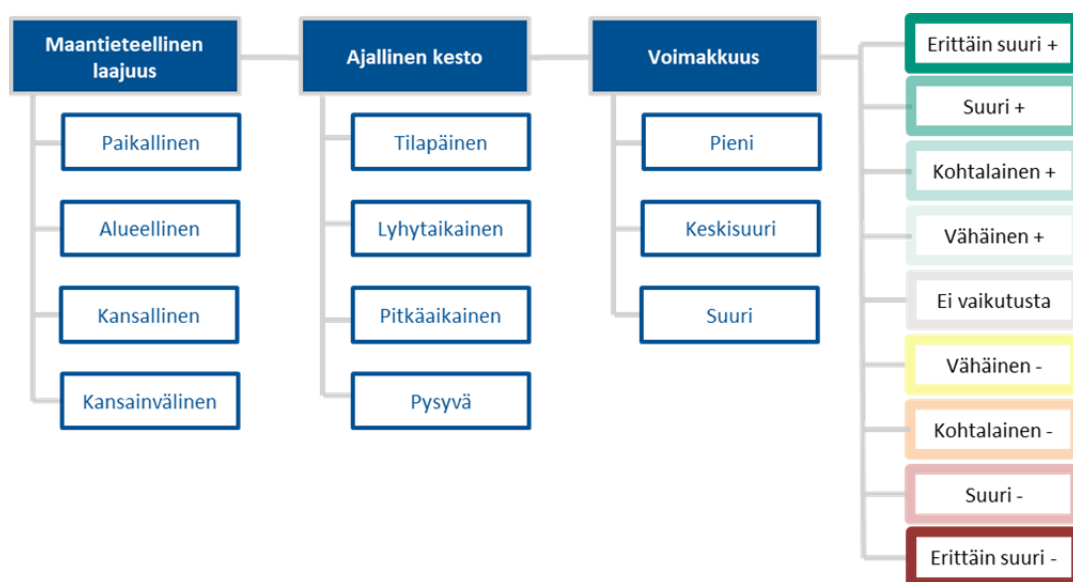 Maantieteellinen
laajuus
Paikallinen
Alueellinen
Kansallinen
Kansainvälinen
Ajallinen kesto
Tilapäinen
Lyhytaikainen
Pitkäaikainen
Pysyvä
Voimakkuus
Pieni
Keskisuuri
Suuri
Erittäin suuri +
Suuri +
Kohtalainen +
Vähäinen +
Ei vaikutusta
Vähäinen -
Kohtalainen -
Suuri -
Erittäin suuri -